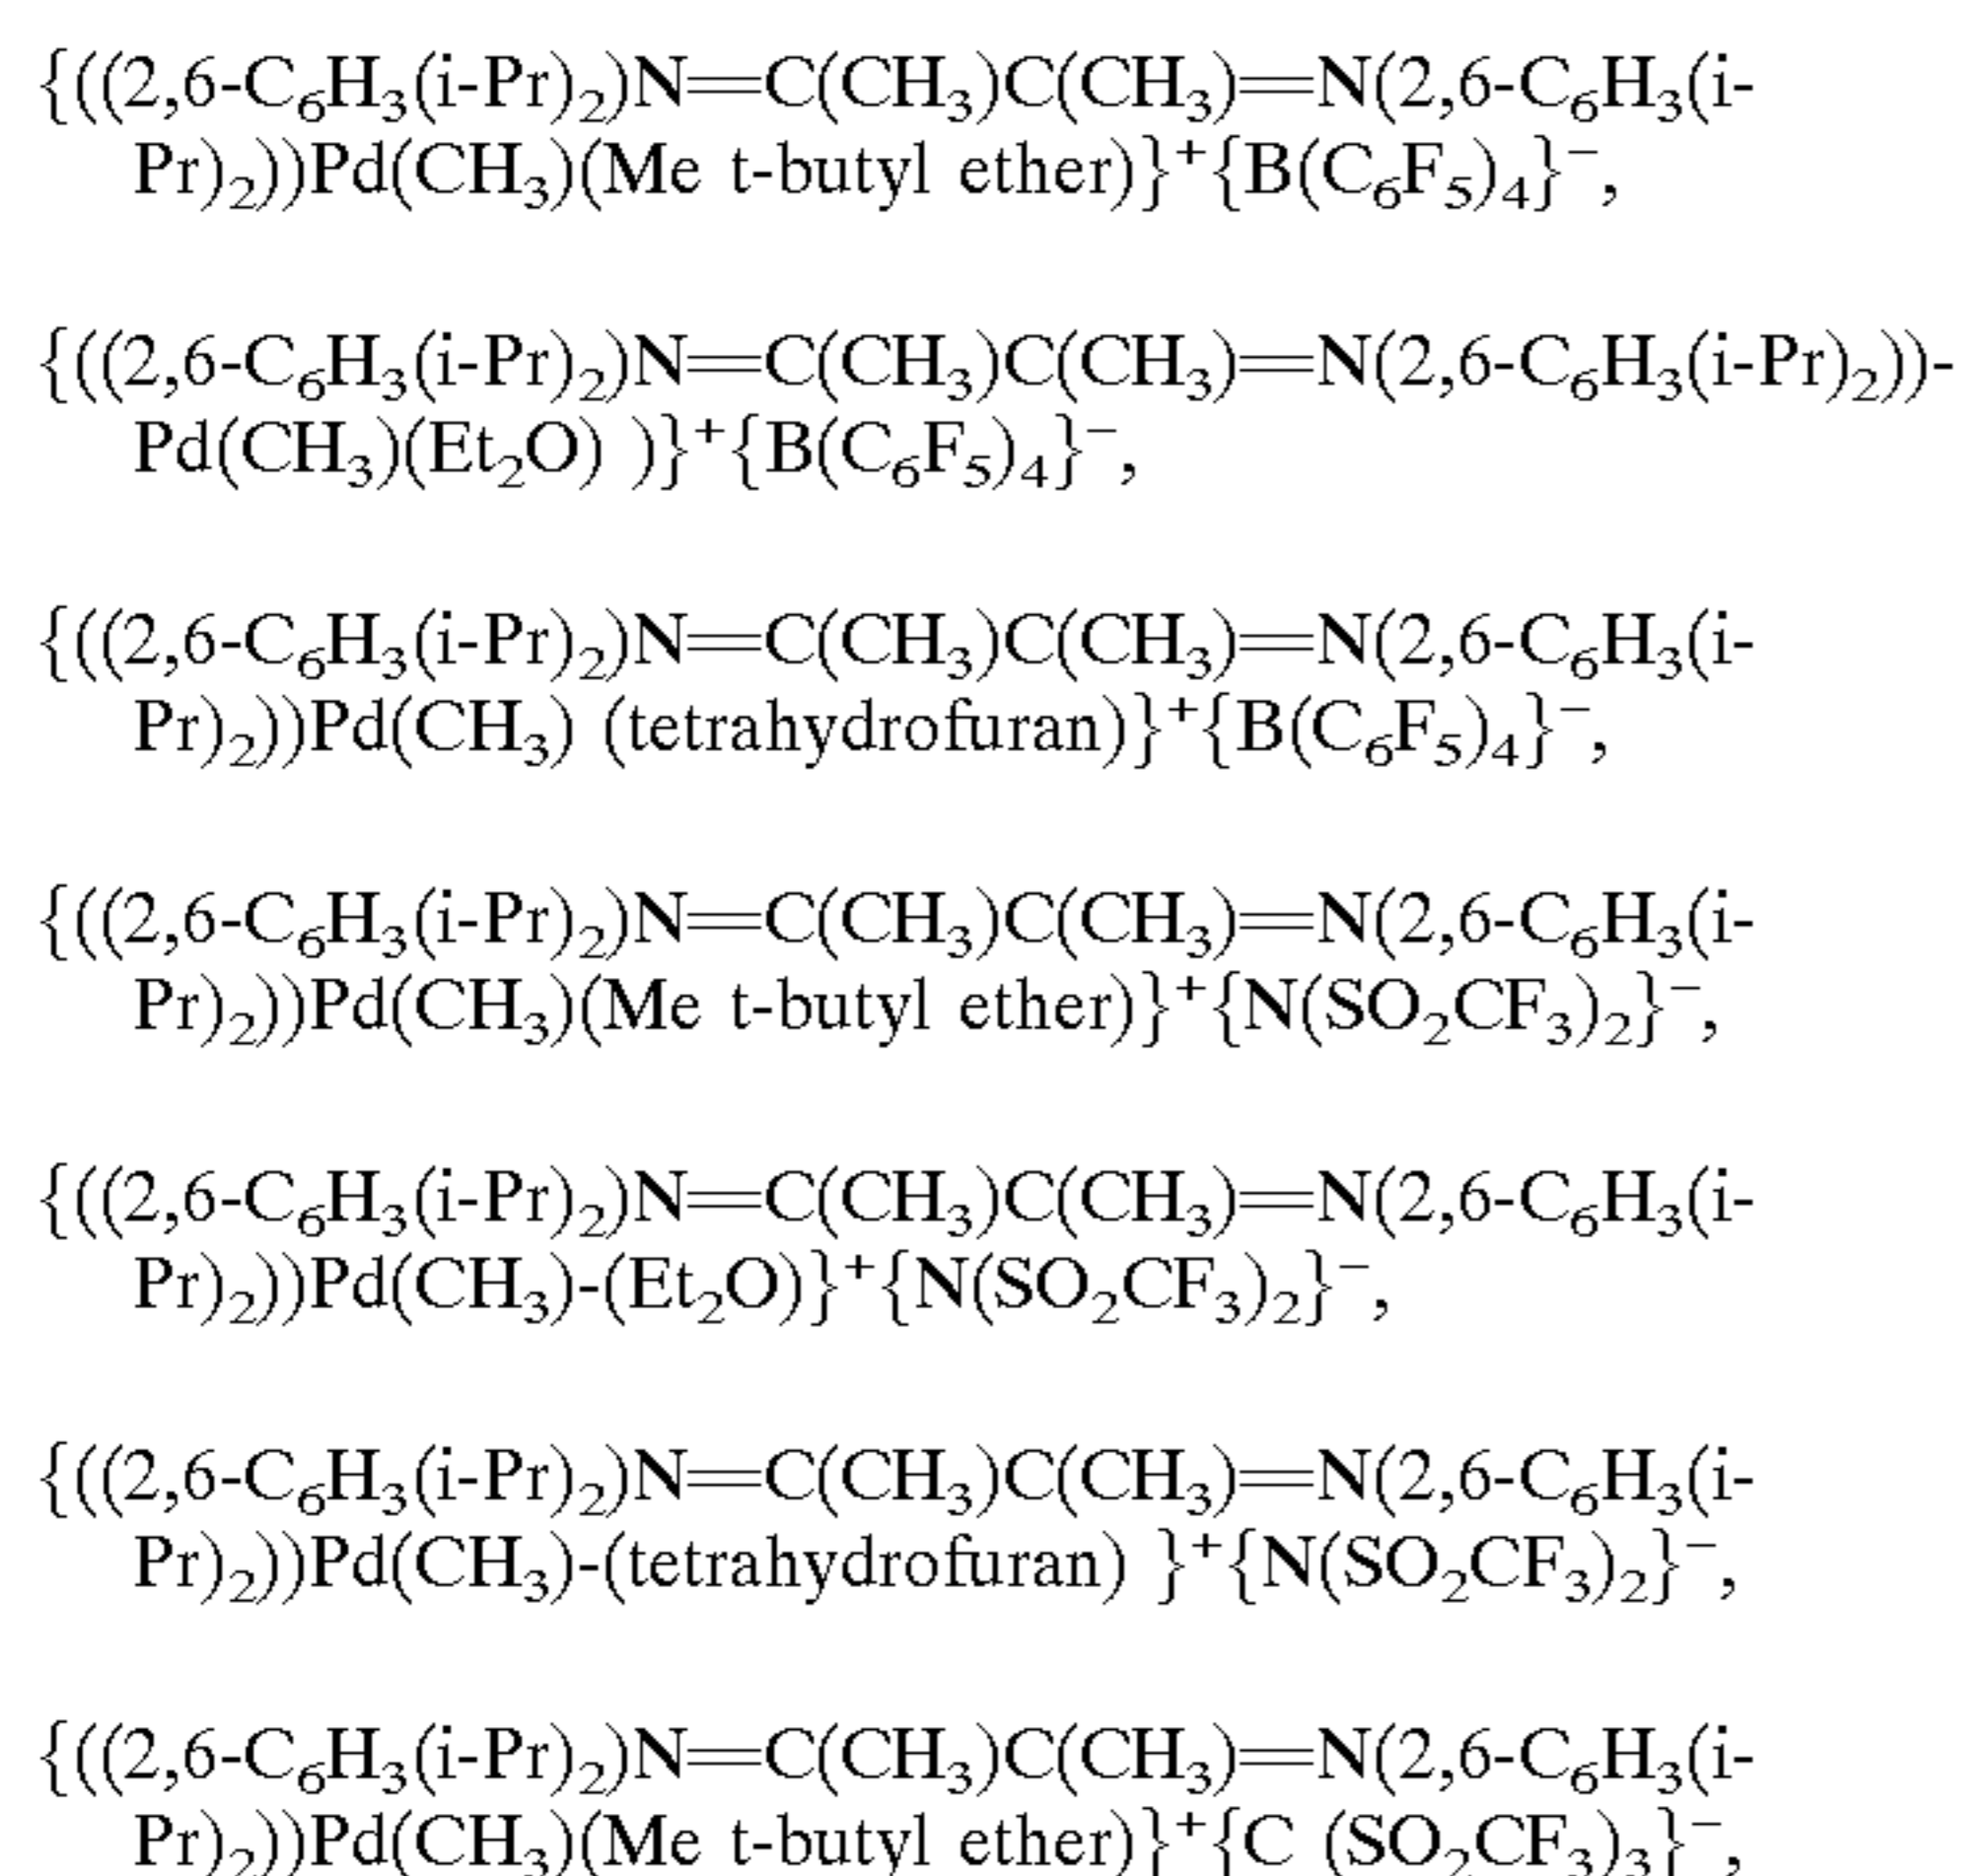 {((2,6-C₆H₃(i-Pr)₂)N═C(CH₃)C(CH₃)═N(2,6-C₆H₃(i-
Pr)₂))Pd(CH₃)(Me t-butyl ether)}⁺{B(C₆F₅)₄}⁻,
{((2,6-C₆H₃(i-Pr)₂)N═C(CH₃)C(CH₃)═N(2,6-C₆H₃(i-Pr)₂))-
Pd(CH₃)(Et₂O) )}⁺{B(C₆F₅)₄}⁻,
{((2,6-C₆H₃(i-Pr)₂)N═C(CH₃)C(CH₃)═N(2,6-C₆H₃(i-
Pr)₂))Pd(CH₃) (tetrahydrofuran)}⁺{B(C₆F₅)₄}⁻,
{((2,6-C₆H₃(i-Pr)₂)N═C(CH₃)C(CH₃)═N(2,6-C₆H₃(i-
Pr)₂))Pd(CH₃)(Me t-butyl ether)}⁺{N(SO₂CF₃)₂}⁻,
{((2,6-C₆H₃(i-Pr)₂)N═C(CH₃)C(CH₃)═N(2,6-C₆H₃(i-
Pr)₂))Pd(CH₃)-(Et₂O)}⁺{N(SO₂CF₃)₂}⁻,
{((2,6-C₆H₃(i-Pr)₂)N═C(CH₃)C(CH₃)═N(2,6-C₆H₃(i-
Pr)₂))Pd(CH₃)-(tetrahydrofuran) }⁺{N(SO₂CF₃)₂}⁻,
{((2,6-C₆H₃(i-Pr)₂)N═C(CH₃)C(CH₃)═N(2,6-C₆H₃(i-
Pr)₂))Pd(CH₃)(Me t-butyl ether)}⁺{C (SO₂CF₃)₃}⁻,